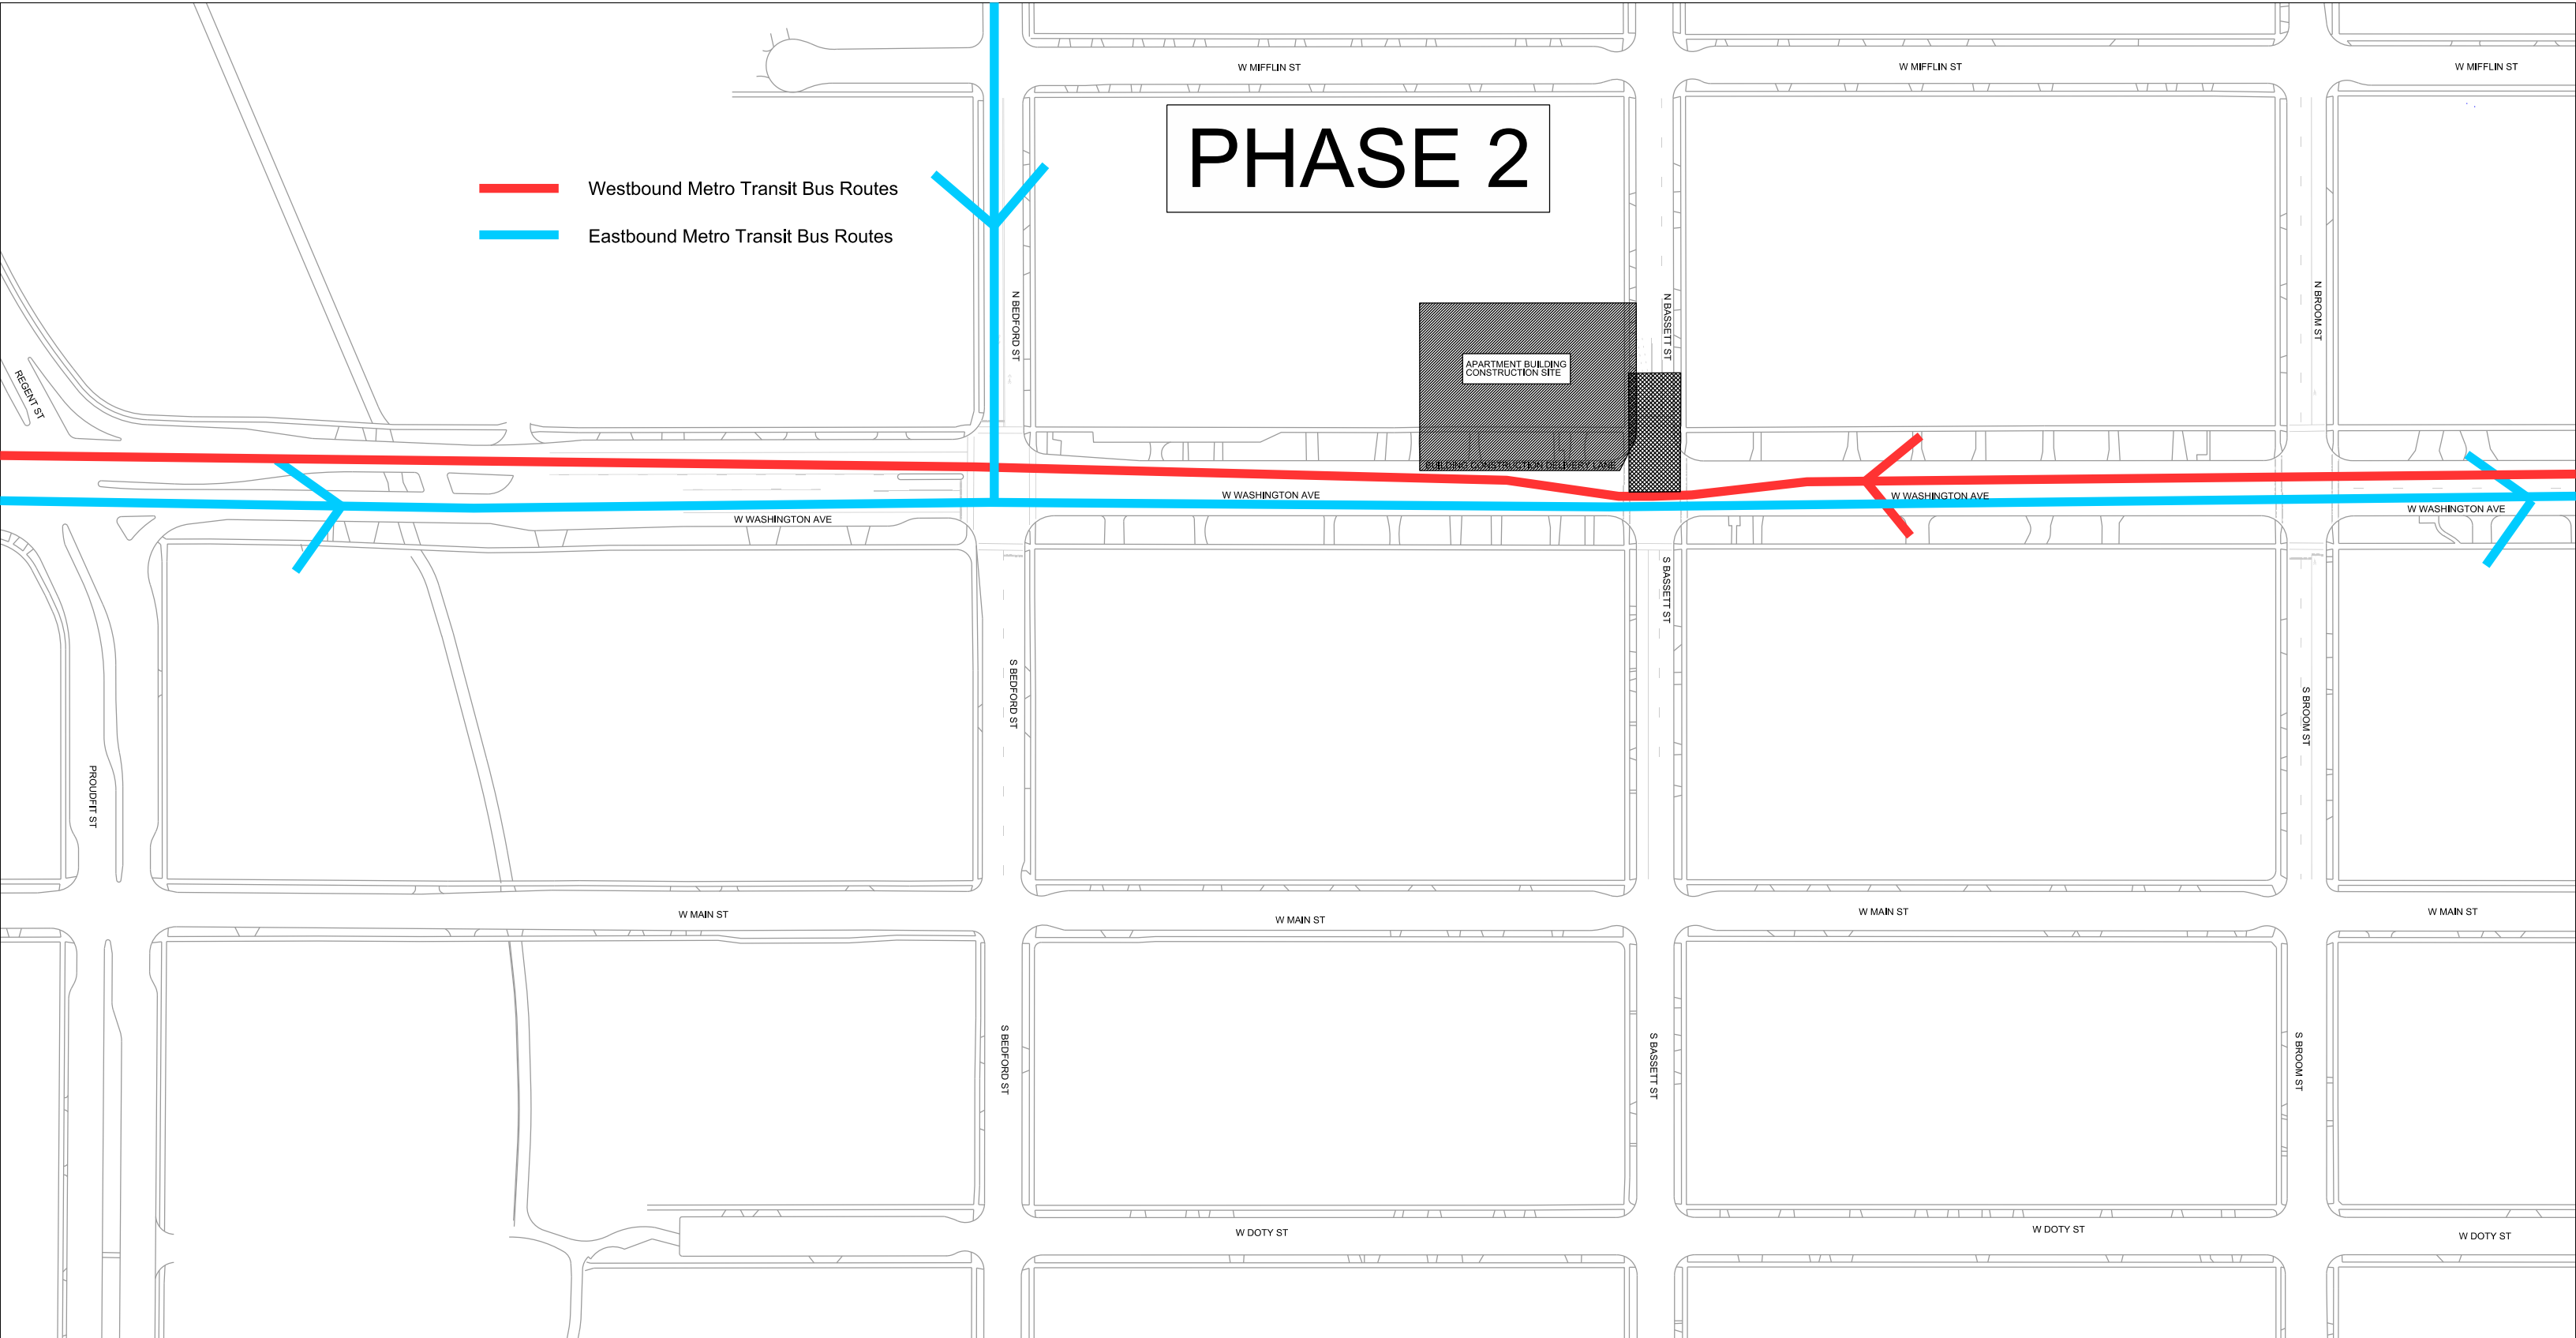 W MIFFLIN ST
W MIFFLIN ST
W MIFFLIN ST
PHASE 2
Westbound Metro Transit Bus Routes
Eastbound Metro Transit Bus Routes
N BEDFORD ST
N BASSETT ST
N BROOM ST
APARTMENT BUILDING
CONSTRUCTION SITE
REGENT ST
BUILDING CONSTRUCTION DELIVERY LANE
W WASHINGTON AVE
W WASHINGTON AVE
W WASHINGTON AVE
W WASHINGTON AVE
S BASSETT ST
S BEDFORD ST
S BROOM ST
PROUDFIT ST
W MAIN ST
W MAIN ST
W MAIN ST
W MAIN ST
S BEDFORD ST
S BASSETT ST
S BROOM ST
W DOTY ST
W DOTY ST
W DOTY ST